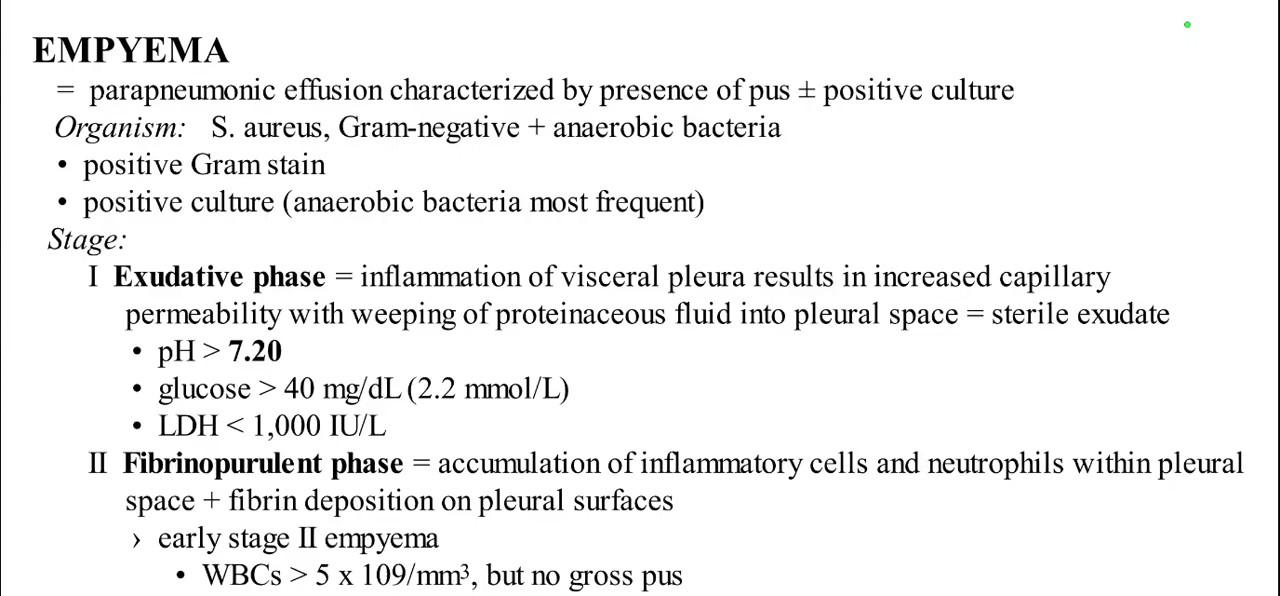 EMPYEMA
= parapneumonic effusion characterized by presence of pus ± positive culture
Organism: S. aureus, Gram-negative + anaerobic bacteria
• positive Gram stain
• positive culture (anaerobic bacteria most frequent)
Stage:
I Exudative phase = inflammation of visceral pleura results in increased capillary
permeability with weeping of proteinaceous fluid into pleural space = sterile exudate
• pH > 7.20
• glucose > 40 mg/dL (2.2 mmol/L)
• LDH < 1,000 IU/L
II Fibrinopurulent phase = accumulation of inflammatory cells and neutrophils within pleural
space + fibrin deposition on pleural surfaces
› early stage II empyema
• WBCs > 5 x 109/mm³, but no gross pus